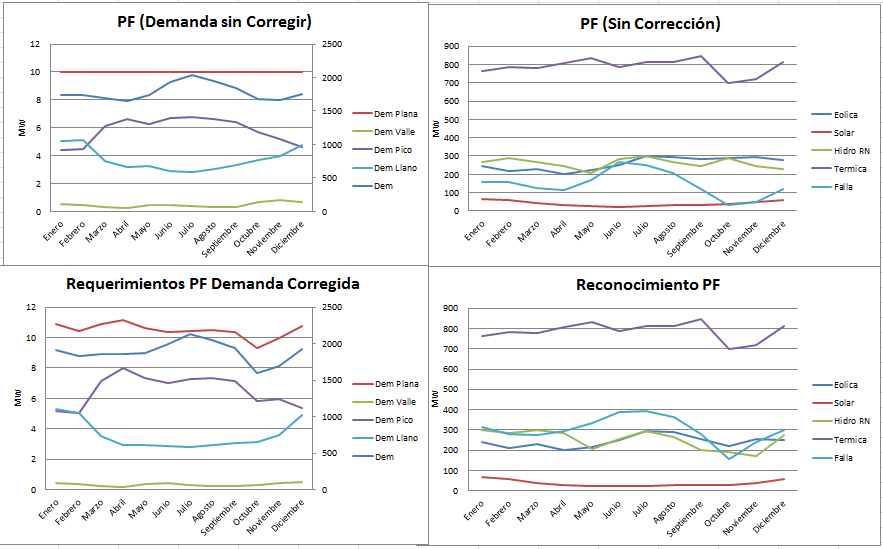 PF (Demanda sin Corregir)
12
10
8
6
4
2
0
MW
2500
2000
1500
1000
500
0
Enero
Febrero
Marzo
Abril
Mayo
Junio
Julio
Agosto
Septiembre
Octubre
Noviembre
Diciembre
Dem Plana
Dem Valle
Dem Pico
Dem Llano
Dem
PF (Sin Corrección)
900
800
700
600
500
400
300
200
100
0
MW
Enero
Febrero
Marzo
Abril
Mayo
Junio
Julio
Agosto
Septiembre
Octubre
Noviembre
Diciembre
Eolica
Solar
Hidro RN
Termica
Falla
Requerimientos PF Demanda Corregida
12
10
8
6
4
2
0
MW
2500
2000
1500
1000
500
0
Enero
Febrero
Marzo
Abril
Mayo
Junio
Julio
Agosto
Septiembre
Octubre
Noviembre
Diciembre
Dem Plana
Dem Valle
Dem Pico
Dem Llano
Dem
Reconocimiento PF
900
800
700
600
500
400
300
200
100
0
MW
Enero
Febrero
Marzo
Abril
Mayo
Junio
Julio
Agosto
Septiembre
Octubre
Noviembre
Diciembre
Eolica
Solar
Hidro RN
Termica
Falla